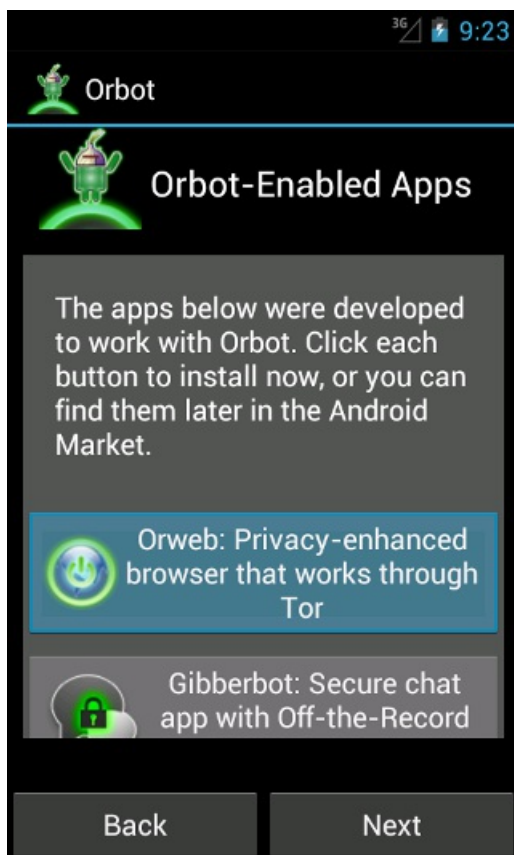 3G 9:23
Orbot
Orbot-Enabled Apps
The apps below were developed
to work with Orbot. Click each
button to install now, or you can
find them later in the Android
Market.
Orweb: Privacy-enhanced
browser that works through
Tor
Gibberbot: Secure chat
app with Off-the-Record
Back Next